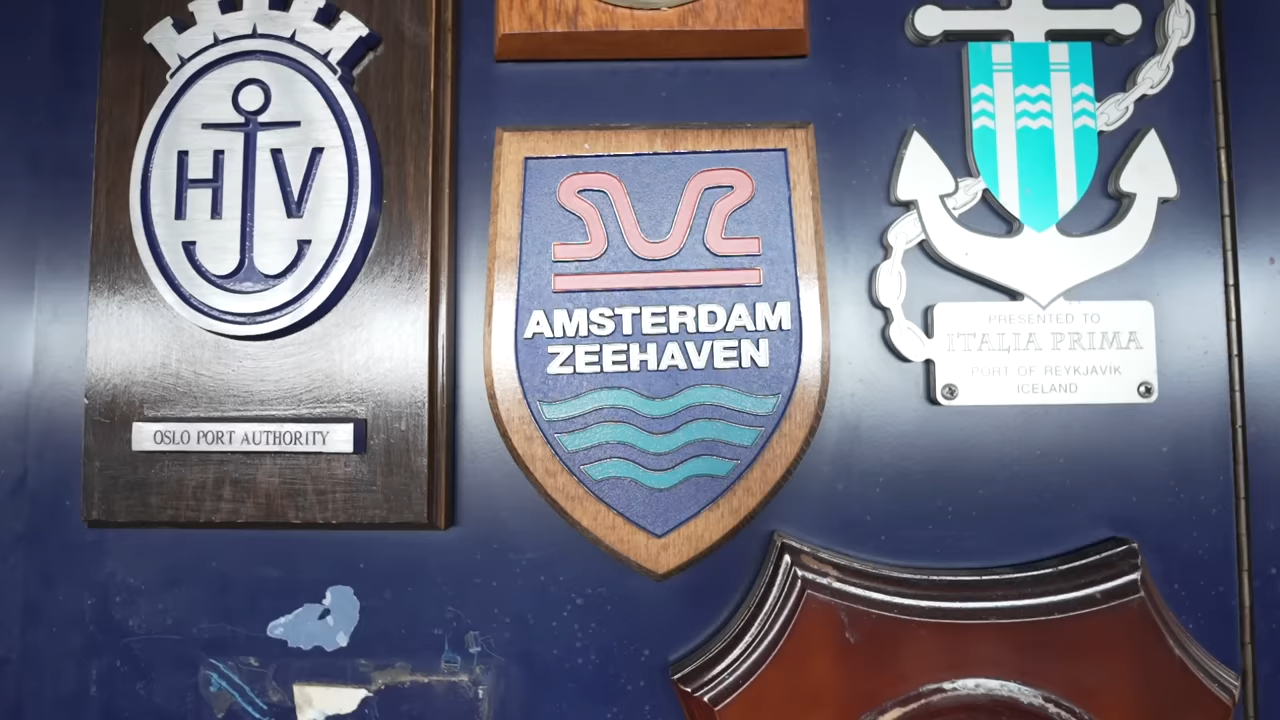 H V
OSLO PORT AUTHORITY
AMSTERDAM
ZEEHAVEN
PRESENTED TO
ITALIA PRIMA
PORT OF REYKJAVIK
ICELAND